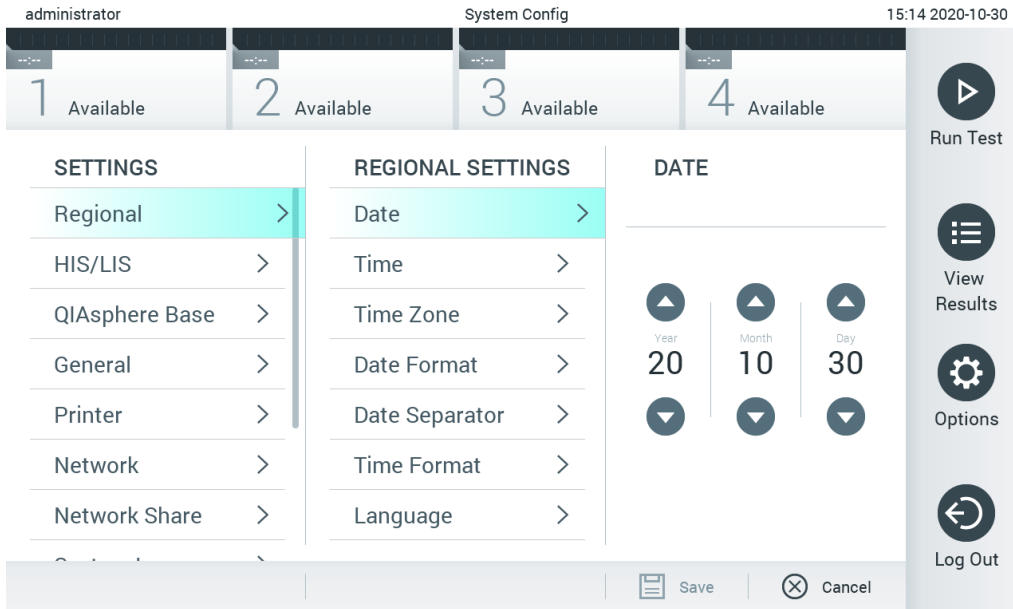 administrator System Config 15:14 2020-10-30
--:-- --:-- --:-- --:--
1 Available 2 Available 3 Available 4 Available
Run Test
SETTINGS
Regional
HIS/LIS
QIAsphere Base
General
Printer
Network
Network Share
REGIONAL SETTINGS
Date
Time
Time Zone
Date Format
Date Separator
Time Format
Language
DATE
Year Month Day
20 10 30
View
Results
Options
Log Out
Save Cancel